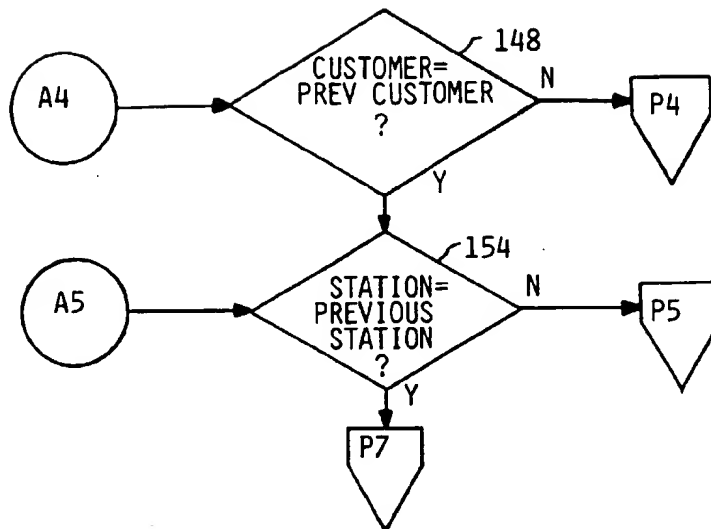 148
A4
CUSTOMER=
PREV CUSTOMER
?
N
P4
Y
154
A5
STATION=
PREVIOUS
STATION
?
N
P5
Y
P7